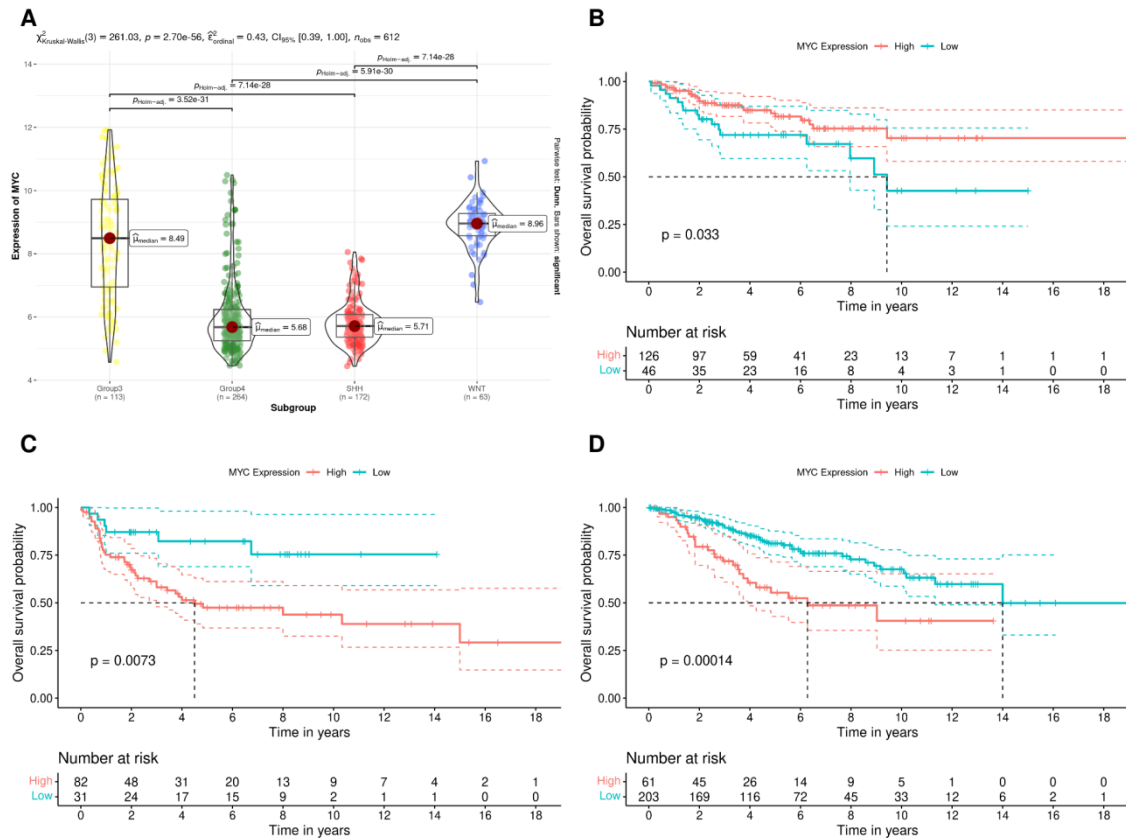 A
χ²Kruskal-Wallis(3) = 261.03, p = 2.70e-56, ε̂²ordinal = 0.43, CI95% [0.39, 1.00], nobs = 612
pHolm-adj. = 7.14e-28
pHolm-adj. = 5.91e-30
pHolm-adj. = 7.14e-28
pHolm-adj. = 3.52e-31
14
12
10
8
6
4
Expression of MYC
μ̂median = 8.49
μ̂median = 5.68
μ̂median = 5.71
μ̂median = 8.96
Pairwise test: Dunn, Bars shown: significant
Group3 Group4 SHH WNT
(n = 113) (n = 264) (n = 172) (n = 63)
Subgroup
B
MYC Expression High Low
Overall survival probability
1.00
0.75
0.50
0.25
0.00
p = 0.033
0 2 4 6 8 10 12 14 16 18
Time in years
Number at risk
High 126 97 59 41 23 13 7 1 1 1
Low 46 35 23 16 8 4 3 1 0 0
0 2 4 6 8 10 12 14 16 18
Time in years
C
MYC Expression High Low
Overall survival probability
1.00
0.75
0.50
0.25
0.00
p = 0.0073
0 2 4 6 8 10 12 14 16 18
Time in years
Number at risk
High 82 48 31 20 13 9 7 4 2 1
Low 31 24 17 15 9 2 1 1 0 0
0 2 4 6 8 10 12 14 16 18
Time in years
D
MYC Expression High Low
Overall survival probability
1.00
0.75
0.50
0.25
0.00
p = 0.00014
0 2 4 6 8 10 12 14 16 18
Time in years
Number at risk
High 61 45 26 14 9 5 1 0 0 0
Low 203 169 116 72 45 33 12 6 2 1
0 2 4 6 8 10 12 14 16 18
Time in years